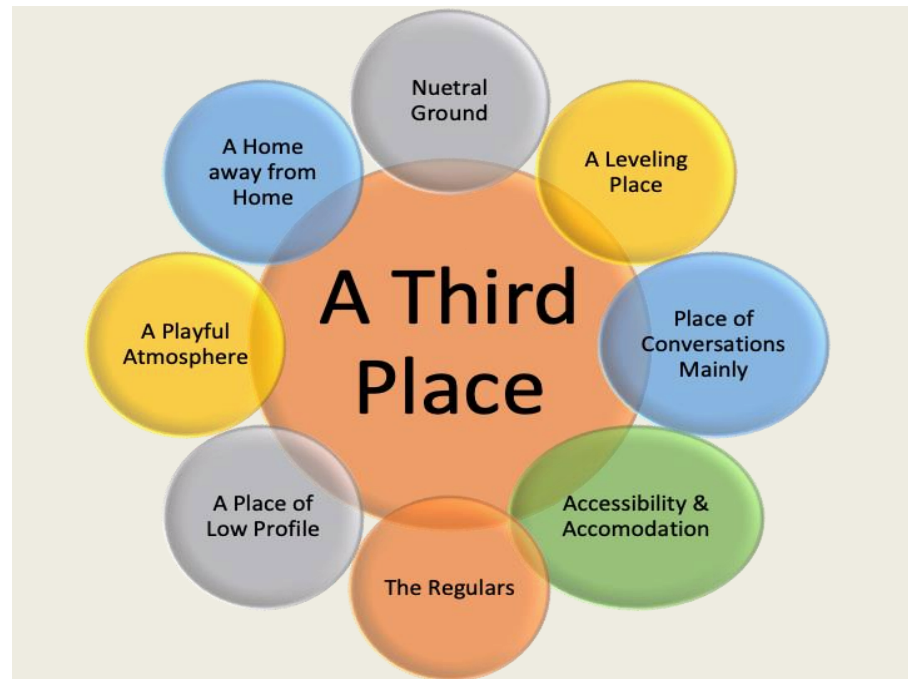 Nuetral
Ground
A Leveling
Place
Place of
Conversations
Mainly
Accessibility &
Accomodation
The Regulars
A Place of
Low Profile
A Playful
Atmosphere
A Home
away from
Home
A Third
Place